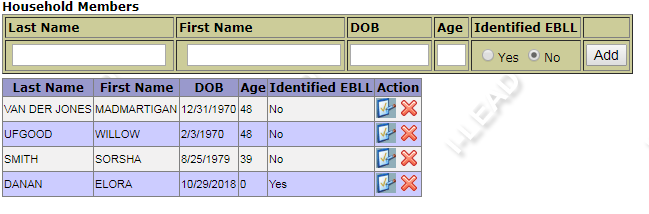 Household Members
Last Name First Name DOB Age Identified EBLL
Yes No Add
Last Name First Name DOB Age Identified EBLL Action
VAN DER JONES MADMARTIGAN 12/31/1970 48 No
UFGOOD WILLOW 2/3/1970 48 No
SMITH SORSHA 8/25/1979 39 No
DANAN ELORA 10/29/2018 0 Yes